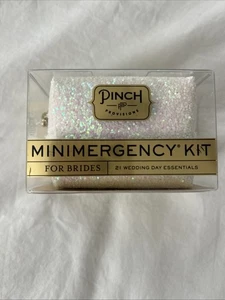 PINCH
PROVISIONS
MINIMERGENCY® KIT
FOR BRIDES
21 WEDDING DAY ESSENTIALS